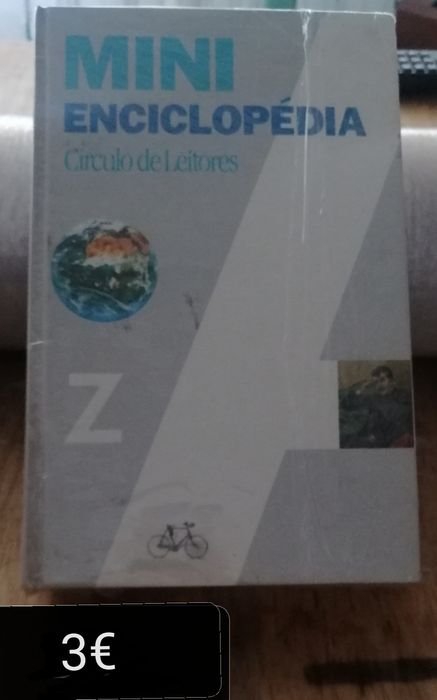 MINI
ENCICLOPÉDIA
Círculo de Leitores
Z
A
3€